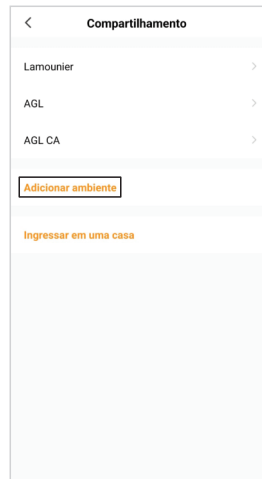 Compartilhamento
Lamounier
AGL
AGL CA
Adicionar ambiente
Ingressar em uma casa